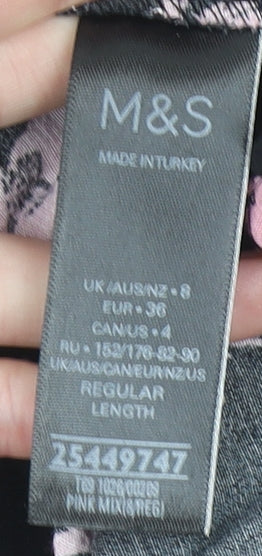 M&S
MADE IN TURKEY
UK/AUS/NZ • 8
EUR • 36
CAN/US • 4
RU • 152/176-82-90
UK/AUS/CAN/EUR/NZ/US
REGULAR
LENGTH
25449747
PINK MIX(8REG)